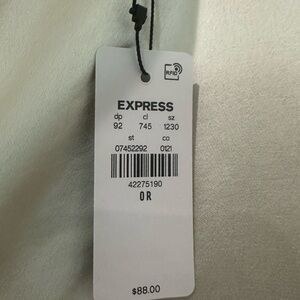 RFID
EXPRESS
dp cl sz
92 745 1230
st co
07452292 0121
42275190
OR
$88.00